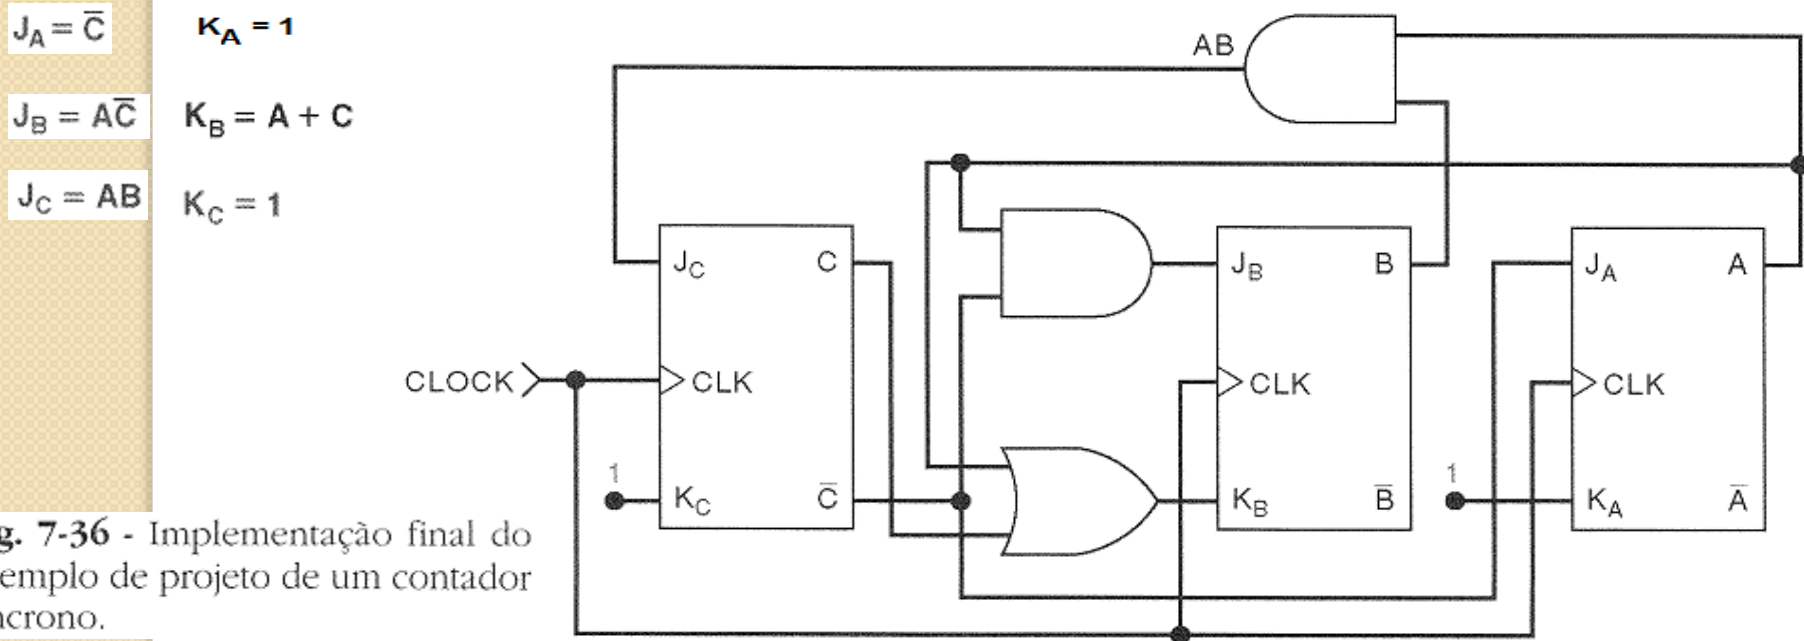 J_A = C̅
K_A = 1
J_B = AC̅
K_B = A + C
J_C = AB
K_C = 1
AB
J_C
C
J_B
B
J_A
A
CLOCK
CLK
CLK
CLK
1
K_C
C̅
K_B
B̅
1
K_A
A̅
g. 7-36 - Implementação final do
emplo de projeto de um contador
ncrono.